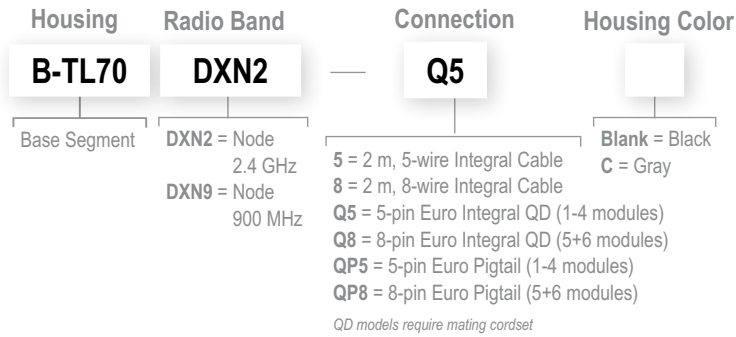 Housing
Radio Band
Connection
Housing Color
B-TL70
DXN2
—
Q5
Base Segment
DXN2 = Node
2.4 GHz
DXN9 = Node
900 MHz
5 = 2 m, 5-wire Integral Cable
8 = 2 m, 8-wire Integral Cable
Q5 = 5-pin Euro Integral QD (1-4 modules)
Q8 = 8-pin Euro Integral QD (5+6 modules)
QP5 = 5-pin Euro Pigtail (1-4 modules)
QP8 = 8-pin Euro Pigtail (5+6 modules)
QD models require mating cordset
Blank = Black
C = Gray